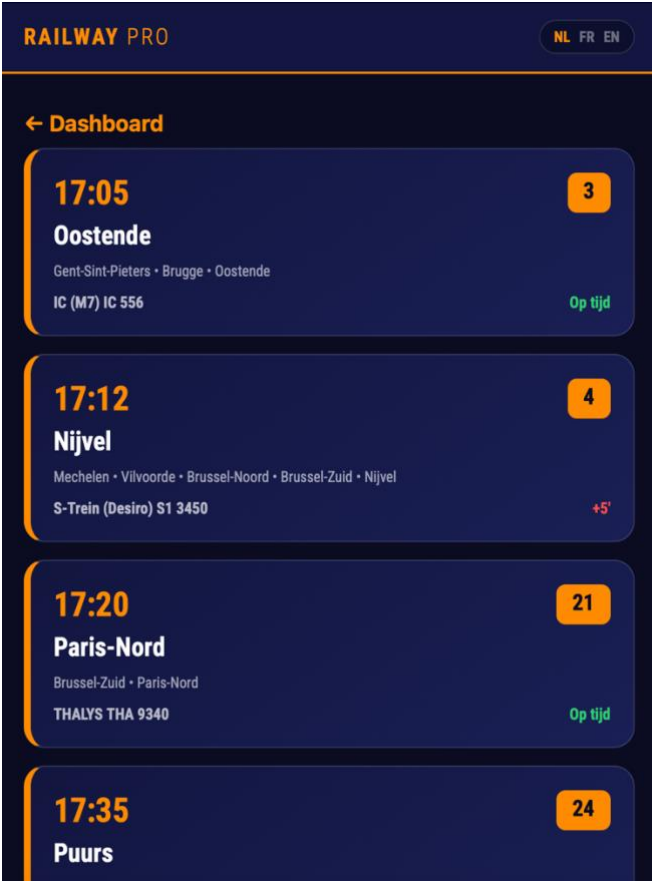 RAILWAY PRO
NL FR EN
← Dashboard
17:05
3
Oostende
Gent-Sint-Pieters • Brugge • Oostende
IC (M7) IC 556
Op tijd
17:12
4
Nijvel
Mechelen • Vilvoorde • Brussel-Noord • Brussel-Zuid • Nijvel
S-Trein (Desiro) S1 3450
+5'
17:20
21
Paris-Nord
Brussel-Zuid • Paris-Nord
THALYS THA 9340
Op tijd
17:35
24
Puurs